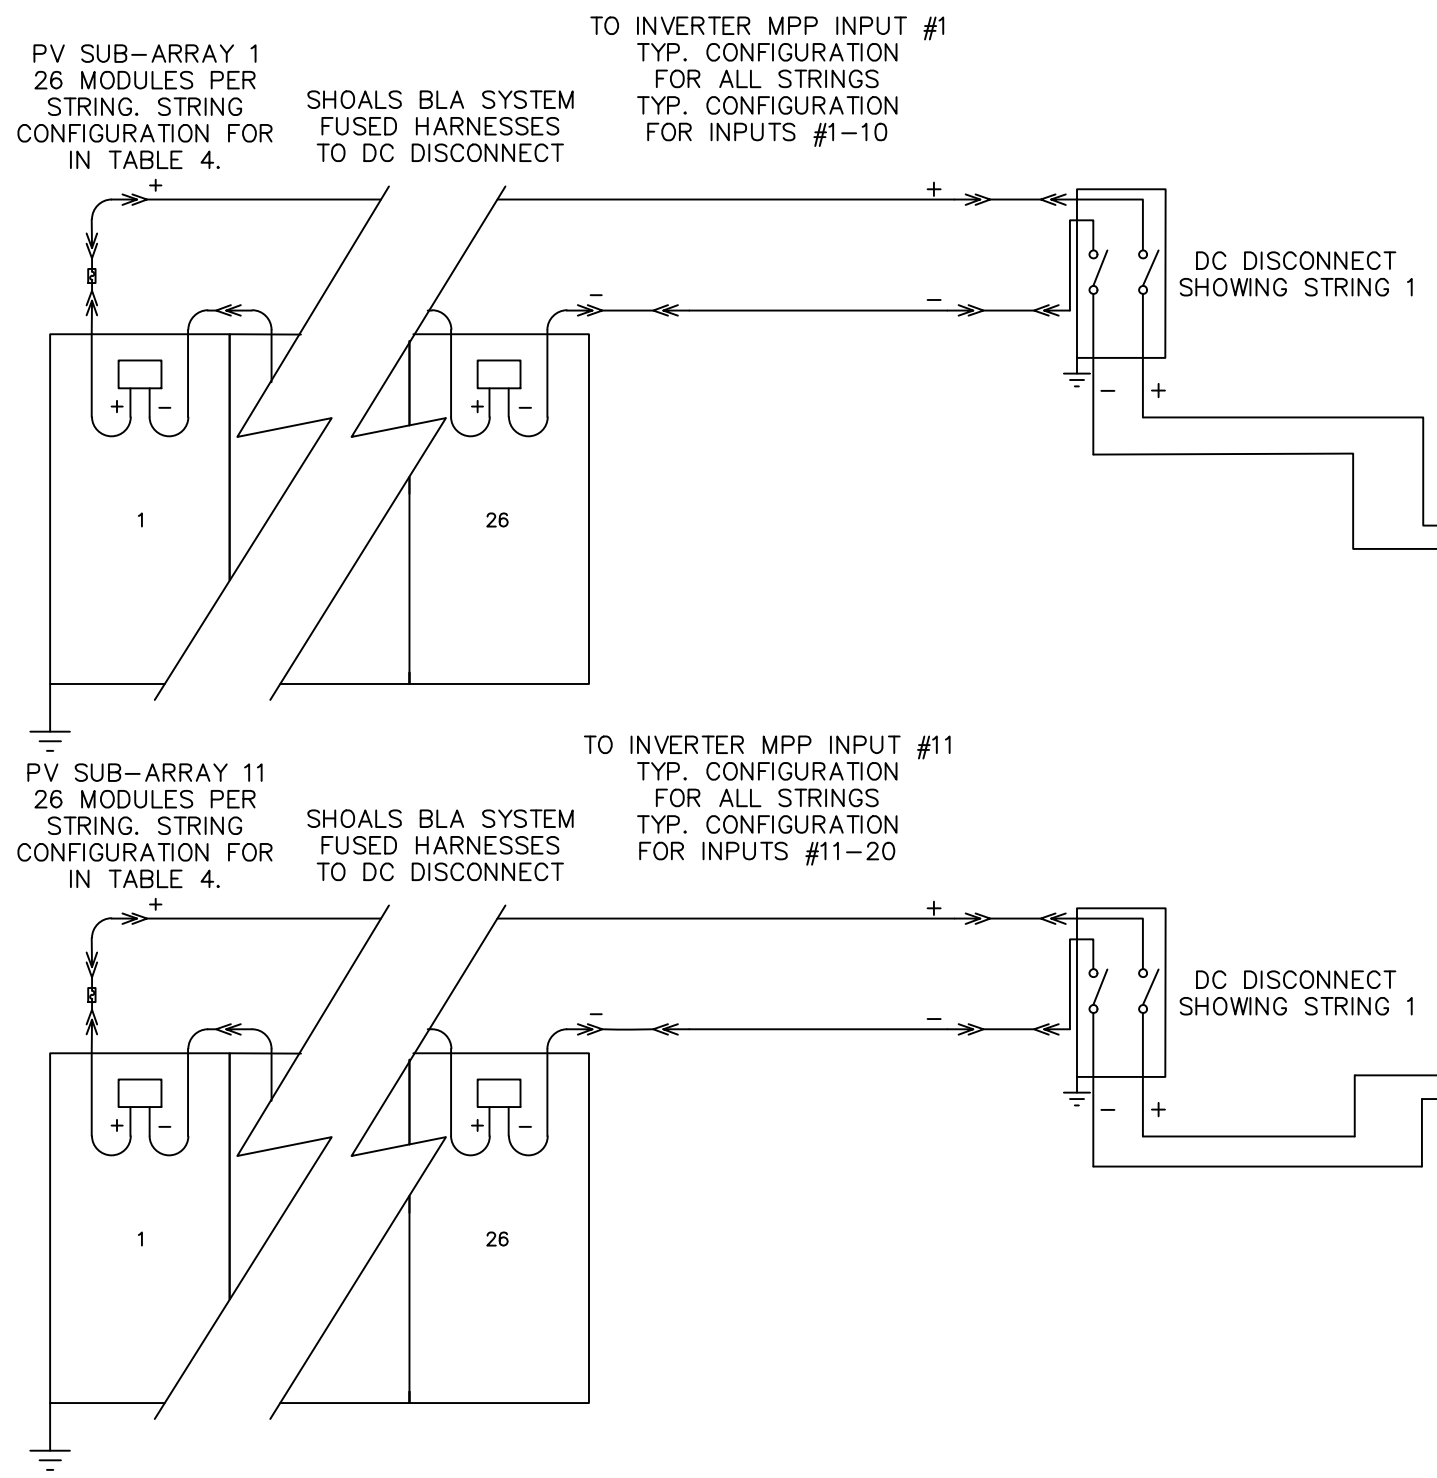 PV SUB-ARRAY 1
26 MODULES PER
STRING. STRING
CONFIGURATION FOR
IN TABLE 4.
SHOALS BLA SYSTEM
FUSED HARNESSES
TO DC DISCONNECT
TO INVERTER MPP INPUT #1
TYP. CONFIGURATION
FOR ALL STRINGS
TYP. CONFIGURATION
FOR INPUTS #1-10
+
+
-
-
DC DISCONNECT
SHOWING STRING 1
- +
+ -
+ -
1
26
PV SUB-ARRAY 11
26 MODULES PER
STRING. STRING
CONFIGURATION FOR
IN TABLE 4.
SHOALS BLA SYSTEM
FUSED HARNESSES
TO DC DISCONNECT
TO INVERTER MPP INPUT #11
TYP. CONFIGURATION
FOR ALL STRINGS
TYP. CONFIGURATION
FOR INPUTS #11-20
+
+
-
-
DC DISCONNECT
SHOWING STRING 1
- +
+ -
+ -
1
26